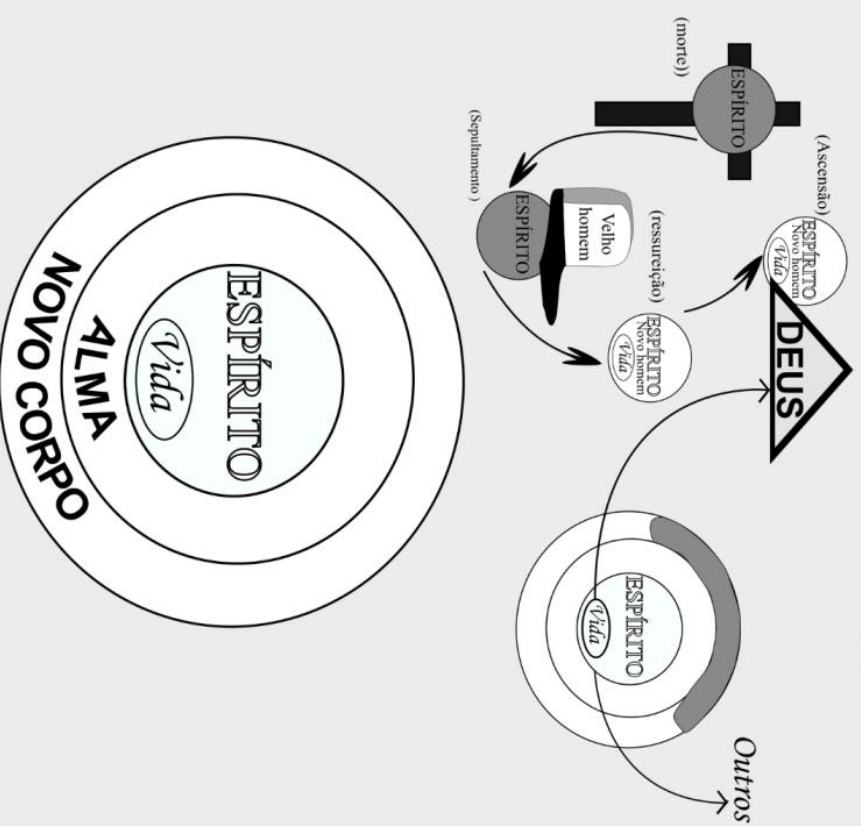 (Ascensão)
ESPÍRITO
Novo homem
Vida
DEUS
Outros
ESPÍRITO
(morte))
(ressureição)
ESPÍRITO
Novo homem
Vida
Velho
homem
ESPÍRITO
(Sepultamento )
ESPÍRITO
Vida
ESPÍRITO
Vida
ALMA
NOVO CORPO